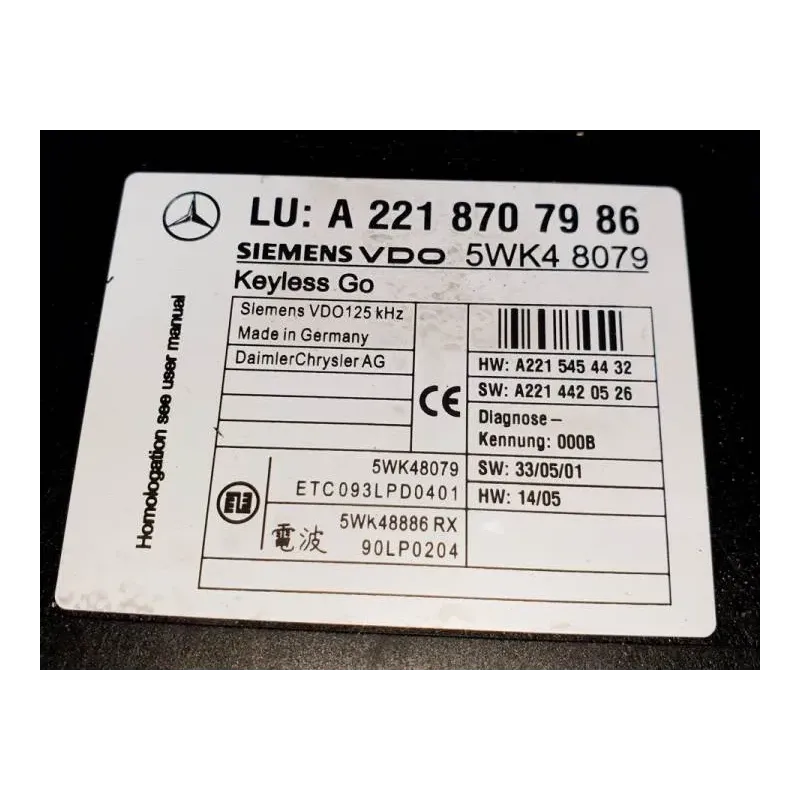 LU: A 221 870 79 86
SIEMENS VDO 5WK4 8079
Keyless Go
Siemens VDO125 kHz
Made in Germany
DaimlerChrysler AG
HW: A221 545 44 32
SW: A221 442 05 26
Diagnose-
Kennung: 000B
SW: 33/05/01
HW: 14/05
CE
5WK48079
ETC093LPD0401
5WK48886 RX
電波
90LP0204
Homologation see user manual